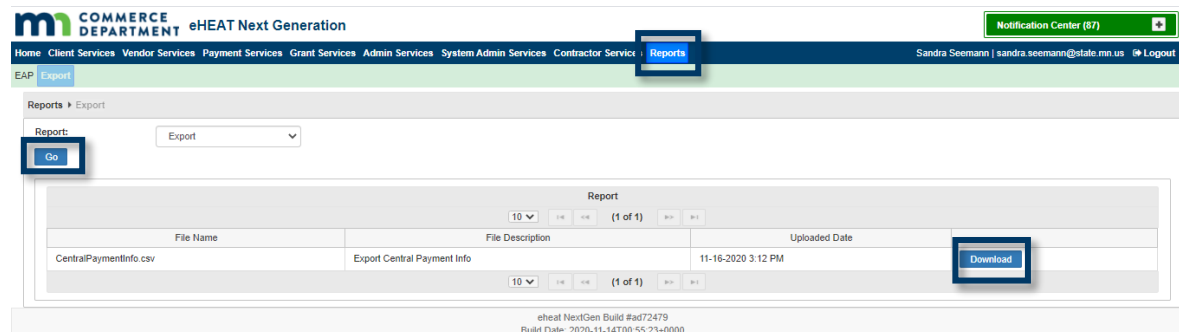 COMMERCE
DEPARTMENT
eHEAT Next Generation
Notification Center (87)
Home Client Services Vendor Services Payment Services Grant Services Admin Services System Admin Services Contractor Services Reports Sandra Seemann | sandra.seemann@state.mn.us Logout
EAP Export
Reports Export
Report: Export
Go
Report
10 (1 of 1)
File Name File Description Uploaded Date
CentralPaymentInfo.csv Export Central Payment Info 11-16-2020 3:12 PM Download
10 (1 of 1)
eheat NextGen Build #ad72479
Build Date: 2020-11-14T00:55:23+0000